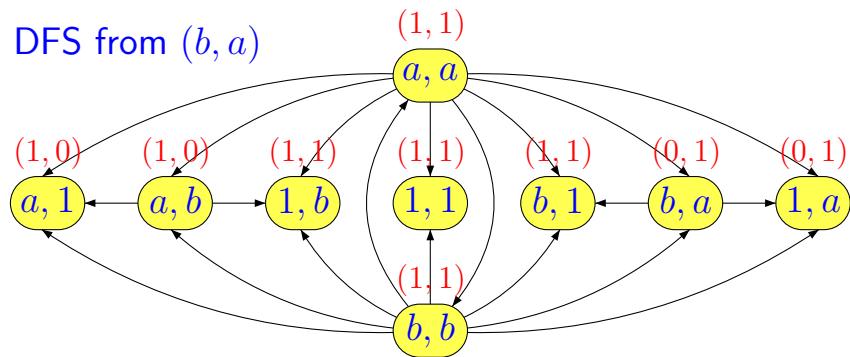 DFS from (b, a)
(1, 1)
a, a
(1, 0) (1, 0) (1, 1) (1, 1) (1, 1) (0, 1) (0, 1)
a, 1 a, b 1, b 1, 1 b, 1 b, a 1, a
(1, 1)
b, b